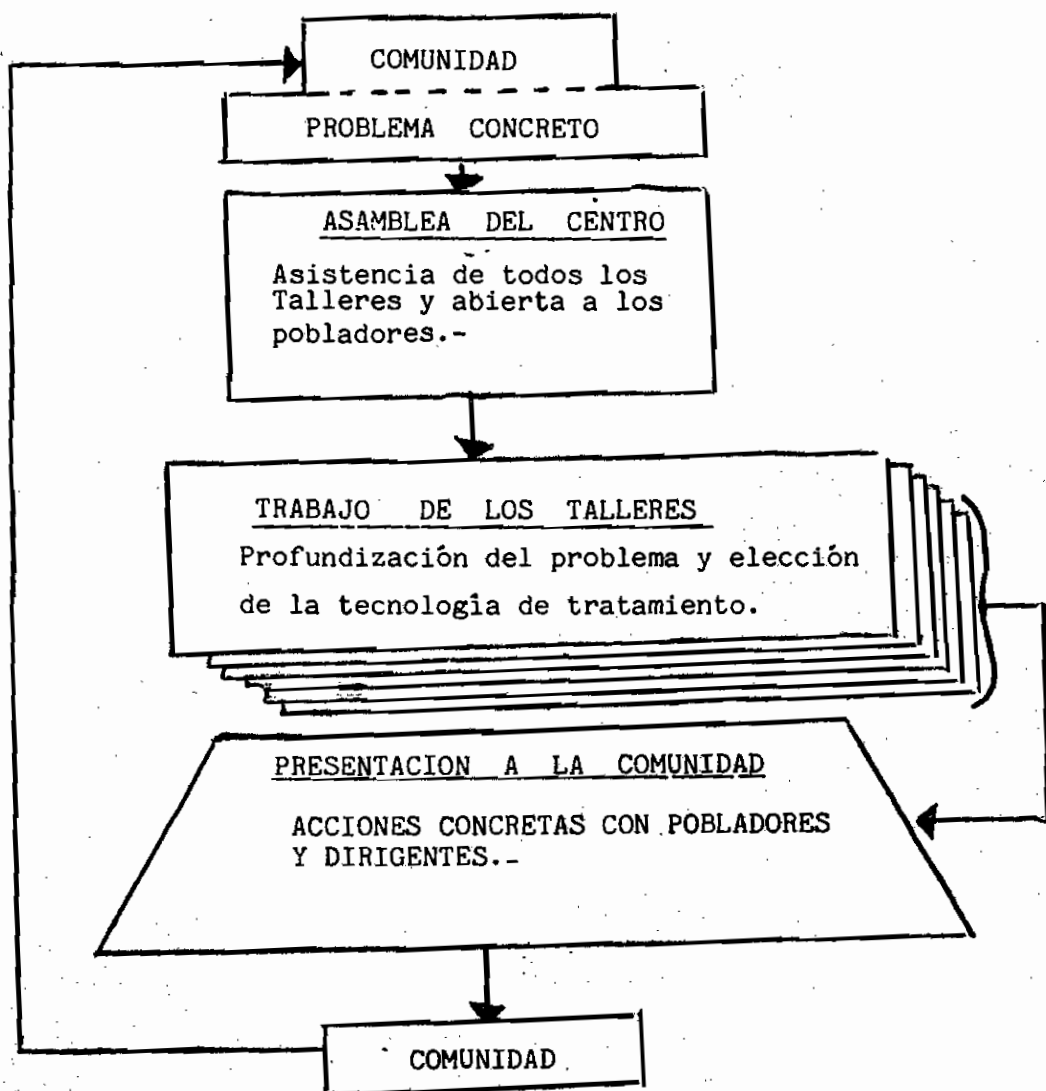 COMUNIDAD
PROBLEMA CONCRETO
ASAMBLEA DEL CENTRO
Asistencia de todos los
Talleres y abierta a los
pobladores.-
TRABAJO DE LOS TALLERES
Profundización del problema y elección
de la tecnología de tratamiento.
PRESENTACION A LA COMUNIDAD
ACCIONES CONCRETAS CON POBLADORES
Y DIRIGENTES.-
COMUNIDAD